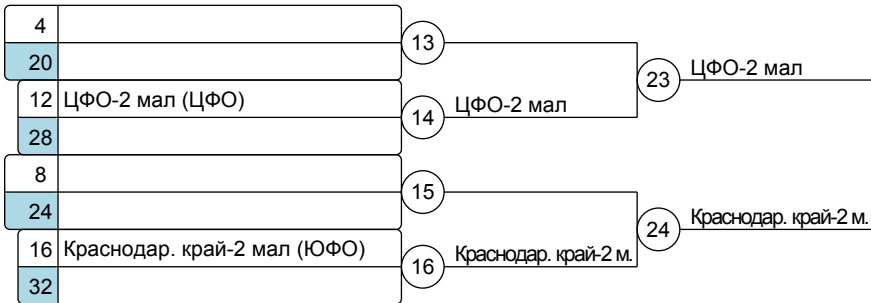 4
13
20
23 ЦФО-2 мал
12 ЦФО-2 мал (ЦФО)
14 ЦФО-2 мал
28
8
15
24
24 Краснодар. край-2 м.
16 Краснодар. край-2 мал (ЮФО)
16 Краснодар. край-2 м.
32